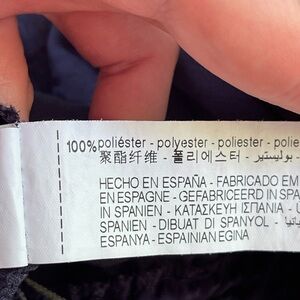 100% poliéster - polyester - poliester - polie
聚酯纤维 - 폴리에스터 - بوليستير -
HECHO EN ESPAÑA - FABRICADO EM
EN ESPAGNE - GEFABRICEERD IN SPA
IN SPANIEN - ΚΑΤΑΣΚΕΥΗ ΙΣΠΑΝΙΑ -
SPANIEN - DIBUAT DI SPANYOL -
ESPANYA - ESPAINIAN EGINA